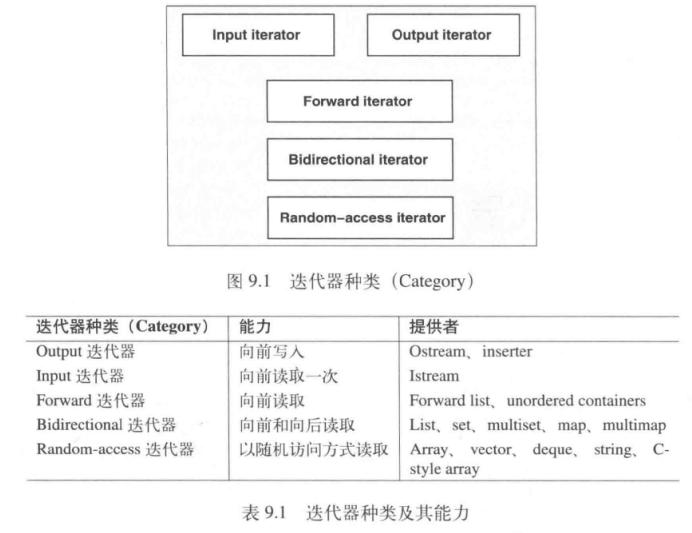 Input iterator Output iterator
Forward iterator
Bidirectional iterator
Random–access iterator
图 9.1 迭代器种类（Category）
迭代器种类（Category） 能力 提供者
Output 迭代器 向前写入 Ostream、inserter
Input 迭代器 向前读取一次 Istream
Forward 迭代器 向前读取 Forward list、unordered containers
Bidirectional 迭代器 向前和向后读取 List、set、multiset、map、multimap
Random-access 迭代器 以随机访问方式读取 Array、vector、deque、string、C-
style array
表 9.1 迭代器种类及其能力